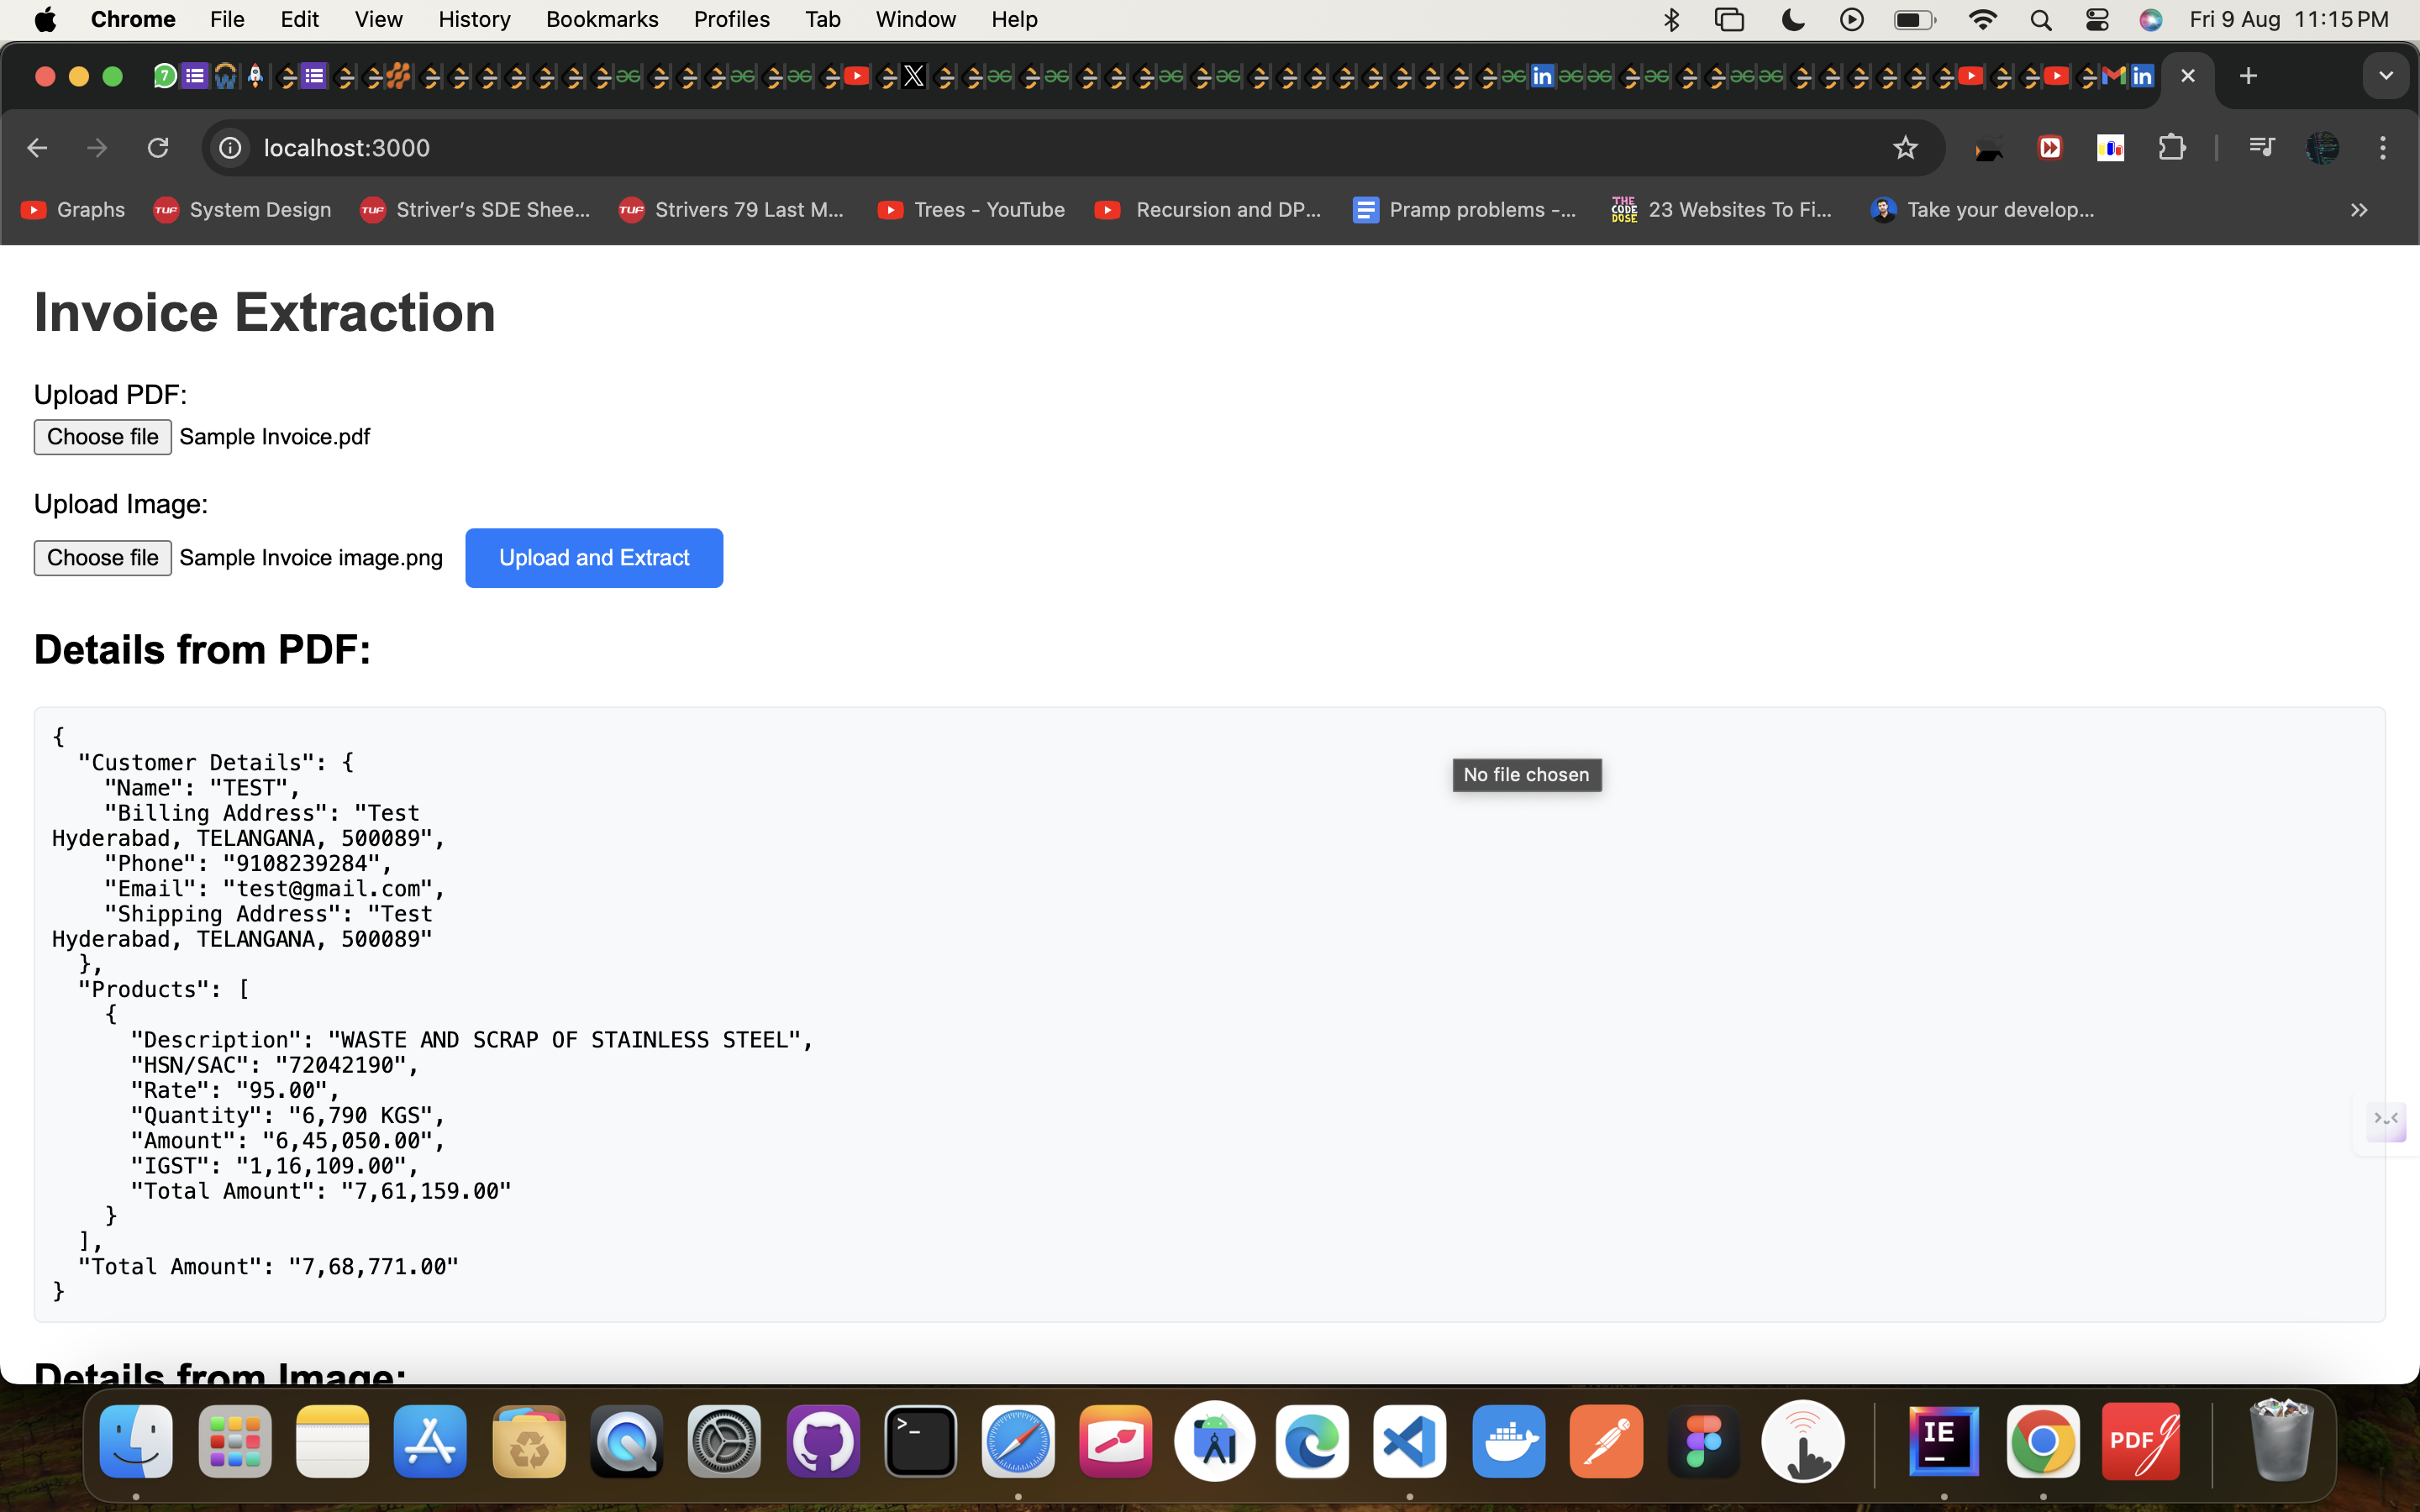 Chrome File Edit View History Bookmarks Profiles Tab Window Help Fri 9 Aug 11:15 PM
7
localhost:3000
Graphs System Design Striver's SDE Shee... Strivers 79 Last M... Trees - YouTube Recursion and DP... Pramp problems -... 23 Websites To Fi... Take your develop...
Invoice Extraction
Upload PDF:
Choose file Sample Invoice.pdf
Upload Image:
Choose file Sample Invoice image.png Upload and Extract
Details from PDF:
{
"Customer Details": {
"Name": "TEST",
"Billing Address": "Test
Hyderabad, TELANGANA, 500089",
"Phone": "9108239284",
"Email": "test@gmail.com",
"Shipping Address": "Test
Hyderabad, TELANGANA, 500089"
},
"Products": [
{
"Description": "WASTE AND SCRAP OF STAINLESS STEEL",
"HSN/SAC": "72042190",
"Rate": "95.00",
"Quantity": "6,790 KGS",
"Amount": "6,45,050.00",
"IGST": "1,16,109.00",
"Total Amount": "7,61,159.00"
}
],
"Total Amount": "7,68,771.00"
}
No file chosen
Details from Image:
IE
PDF